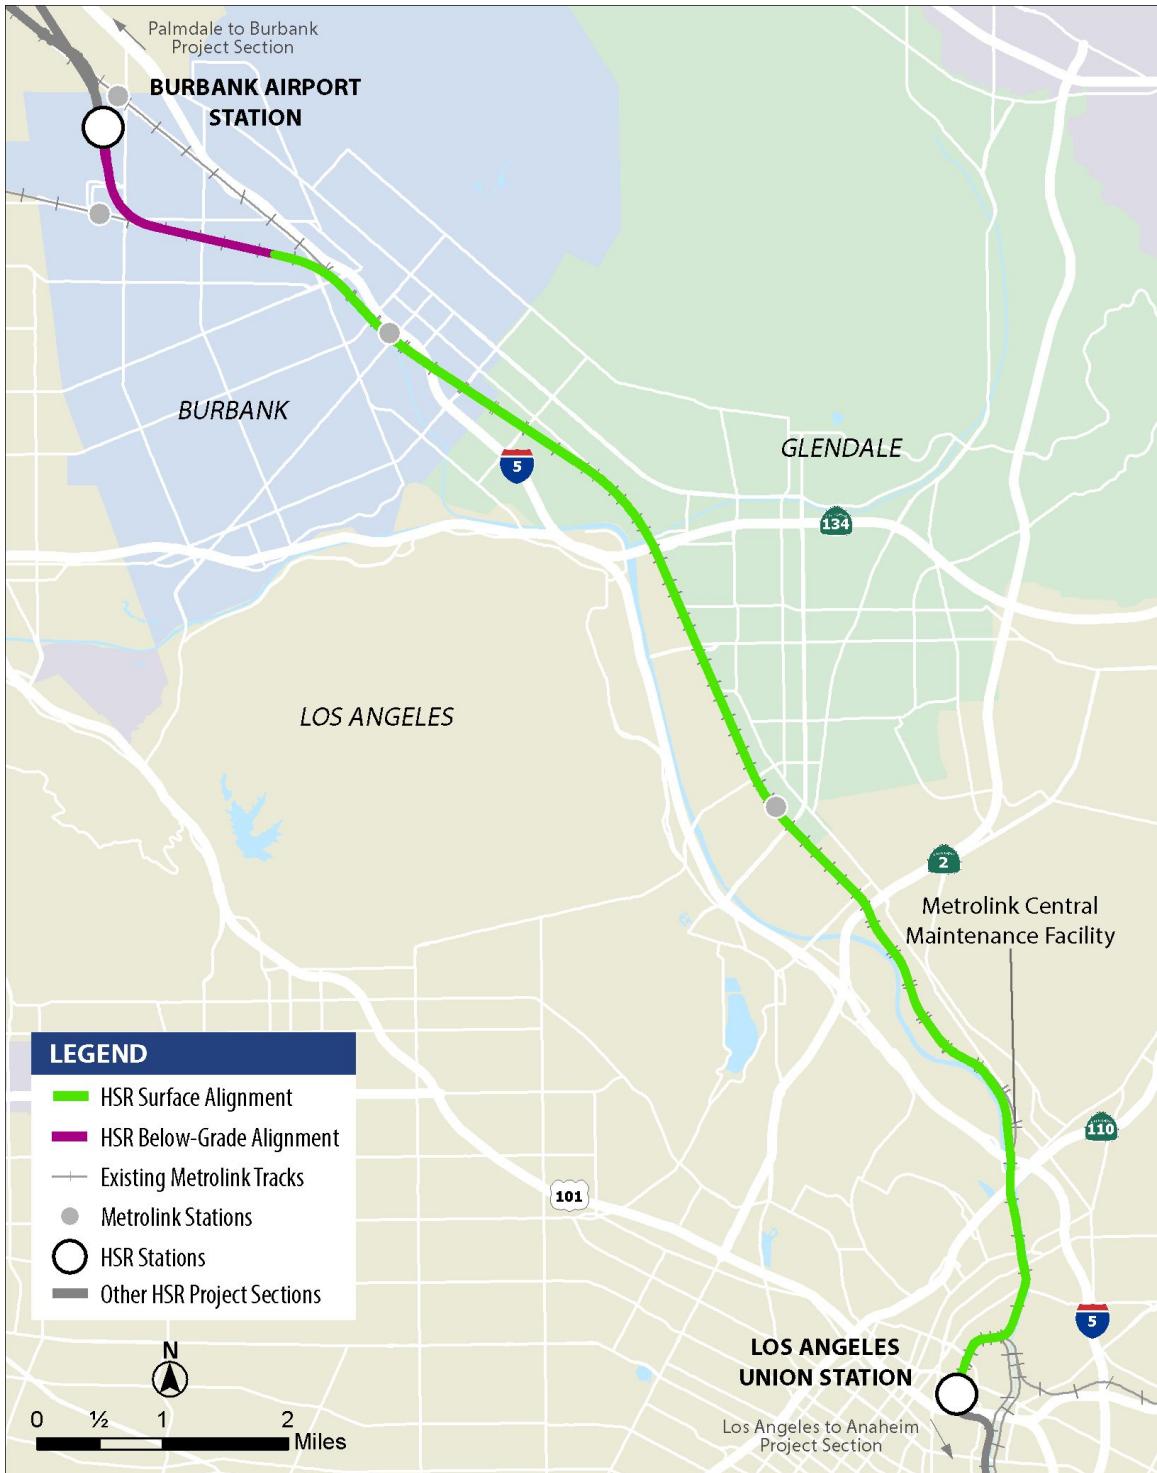 Palmdale to Burbank
Project Section
BURBANK AIRPORT
STATION
BURBANK
5
GLENDALE
134
LOS ANGELES
2
Metrolink Central
Maintenance Facility
LEGEND
HSR Surface Alignment
HSR Below-Grade Alignment
Existing Metrolink Tracks
Metrolink Stations
HSR Stations
Other HSR Project Sections
110
101
5
LOS ANGELES
UNION STATION
Los Angeles to Anaheim
Project Section
N
0 ½ 1 2
Miles